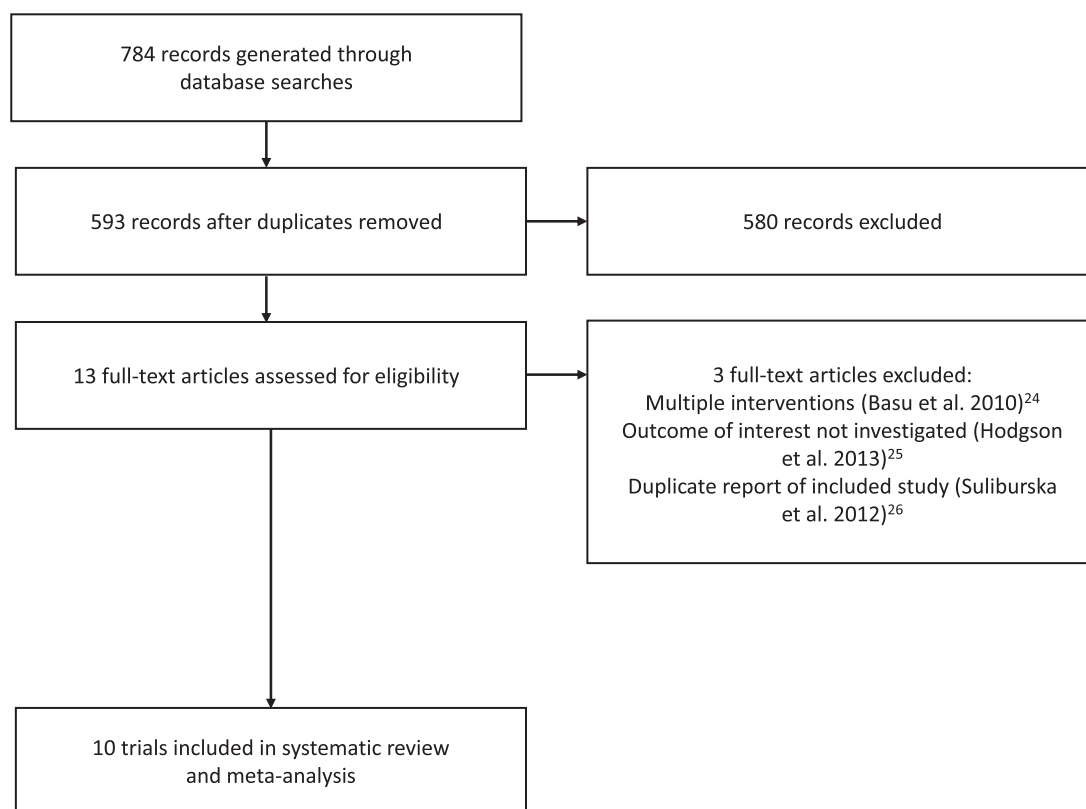 784 records generated through
database searches
593 records after duplicates removed
580 records excluded
13 full-text articles assessed for eligibility
3 full-text articles excluded:
Multiple interventions (Basu et al. 2010)24
Outcome of interest not investigated (Hodgson
et al. 2013)25
Duplicate report of included study (Suliburska
et al. 2012)26
10 trials included in systematic review
and meta-analysis